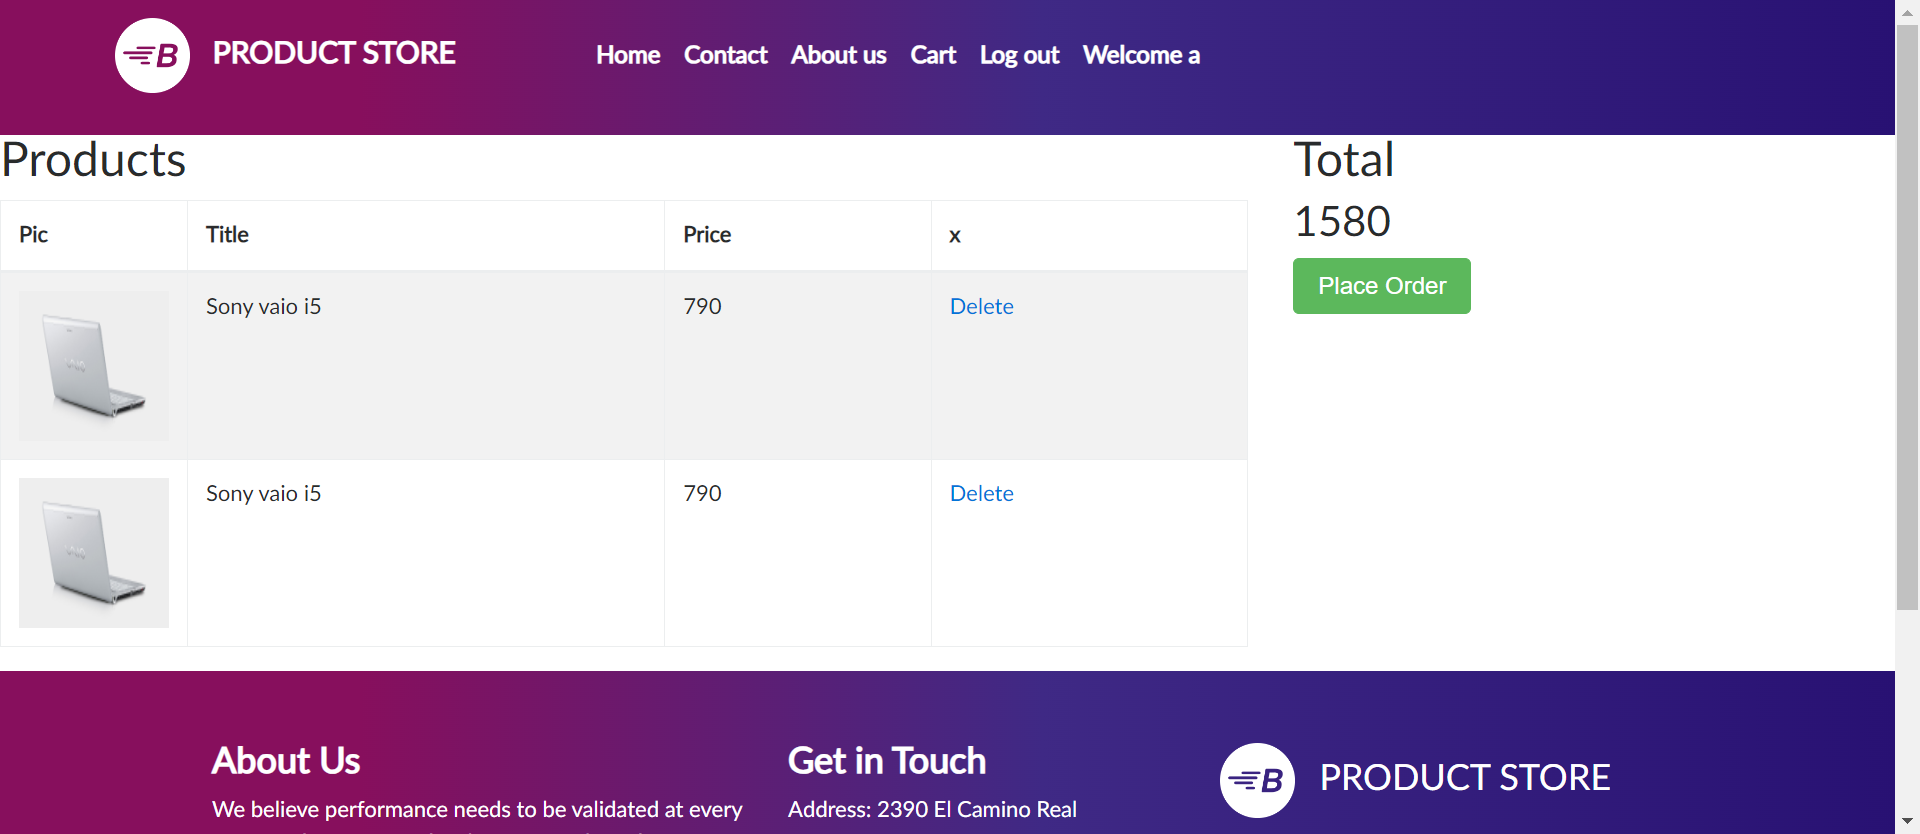 B PRODUCT STORE Home Contact About us Cart Log out Welcome a
Products
Total
1580
Place Order
Pic Title Price x
VAIO Sony vaio i5 790 Delete
VAIO Sony vaio i5 790 Delete
About Us
We believe performance needs to be validated at every
Get in Touch
Address: 2390 El Camino Real
B PRODUCT STORE